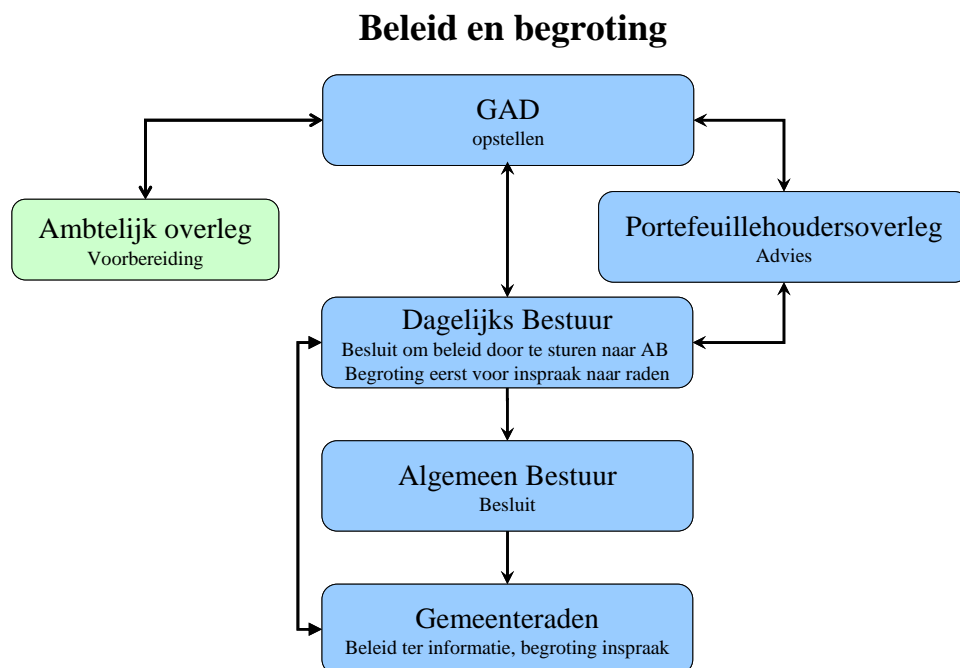 Beleid en begroting
GAD
opstellen
Ambtelijk overleg
Voorbereiding
Portefeuillehoudersoverleg
Advies
Dagelijks Bestuur
Besluit om beleid door te sturen naar AB
Begroting eerst voor inspraak naar raden
Algemeen Bestuur
Besluit
Gemeenteraden
Beleid ter informatie, begroting inspraak